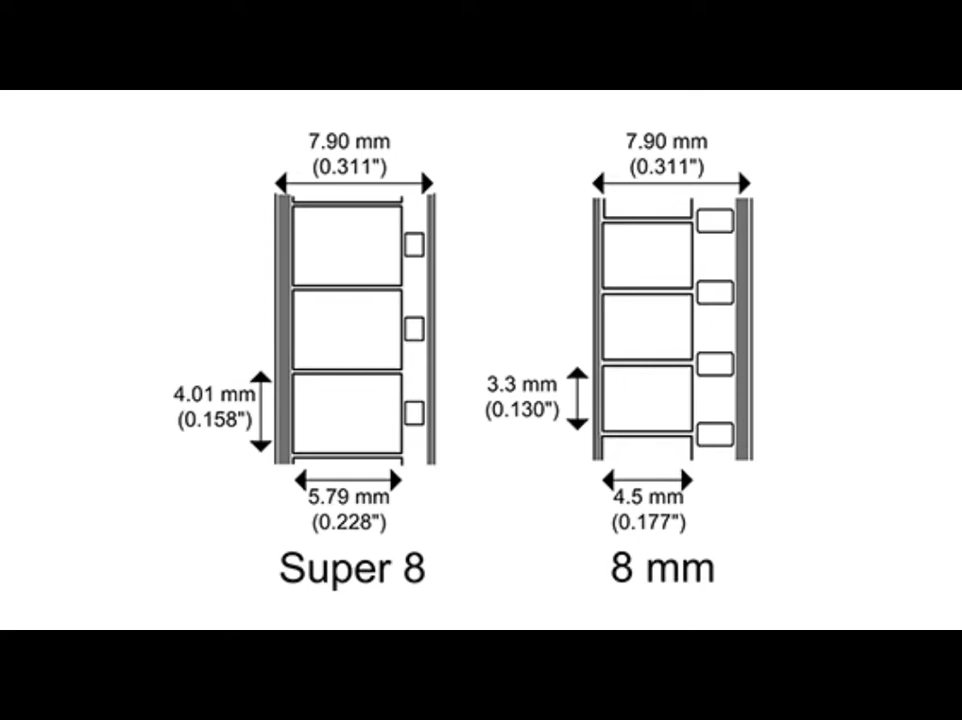 7.90 mm
(0.311")
7.90 mm
(0.311")
4.01 mm
(0.158")
3.3 mm
(0.130")
5.79 mm
(0.228")
4.5 mm
(0.177")
Super 8
8 mm